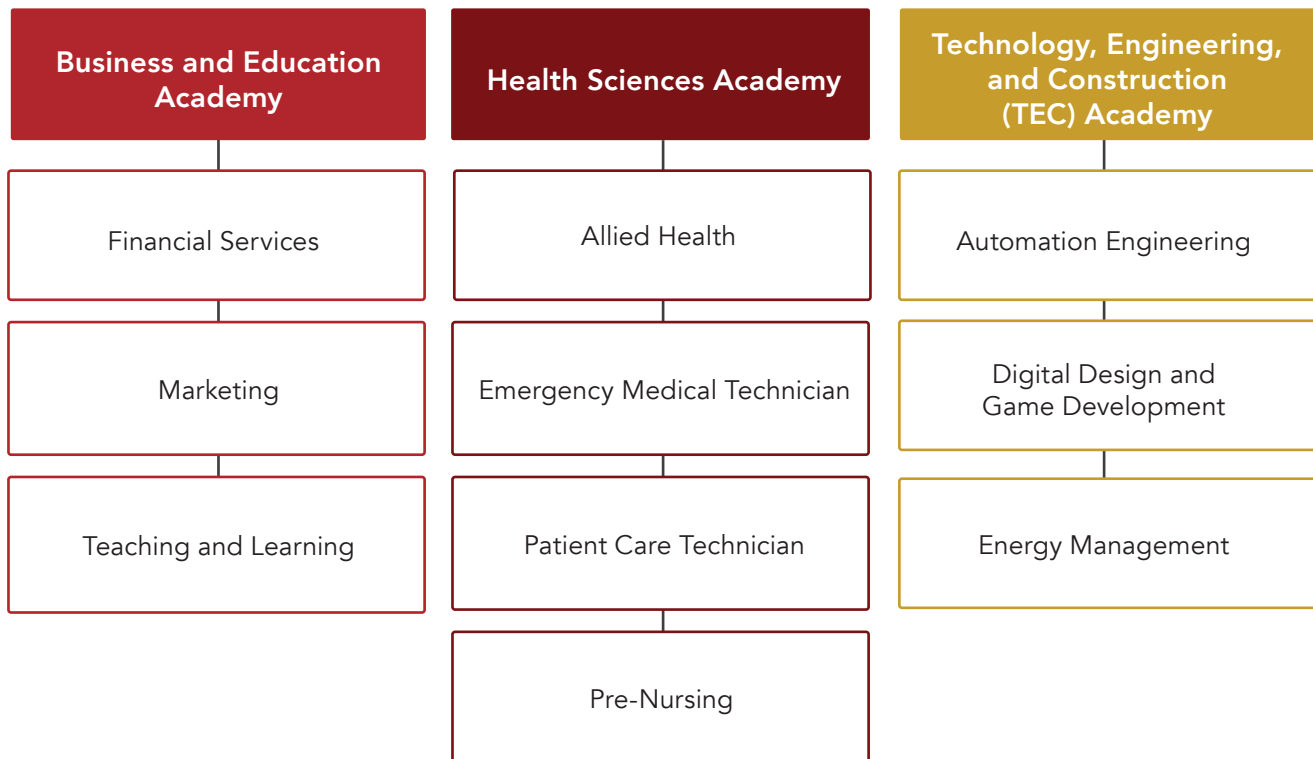 Business and Education
Academy
Financial Services
Marketing
Teaching and Learning
Health Sciences Academy
Allied Health
Emergency Medical Technician
Patient Care Technician
Pre-Nursing
Technology, Engineering,
and Construction
(TEC) Academy
Automation Engineering
Digital Design and
Game Development
Energy Management